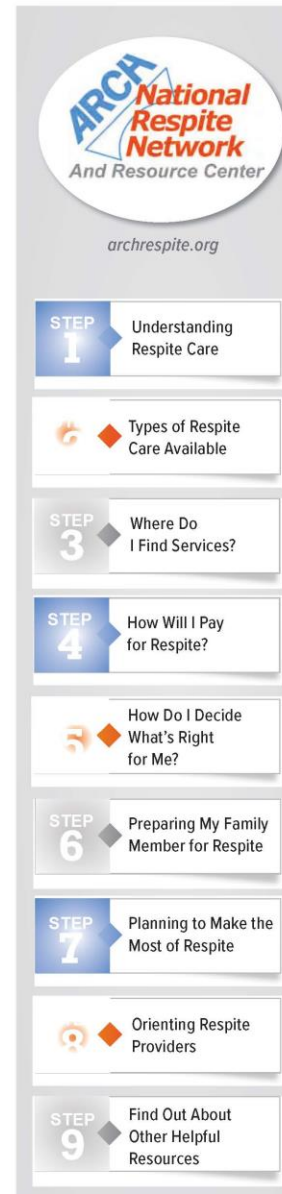 ARCH
National
Respite
Network
And Resource Center
archrespite.org
STEP
1
Understanding
Respite Care
Types of Respite
Care Available
STEP
3
Where Do
I Find Services?
STEP
4
How Will I Pay
for Respite?
5
How Do I Decide
What's Right
for Me?
STEP
6
Preparing My Family
Member for Respite
STEP
7
Planning to Make the
Most of Respite
Orienting Respite
Providers
STEP
9
Find Out About
Other Helpful
Resources